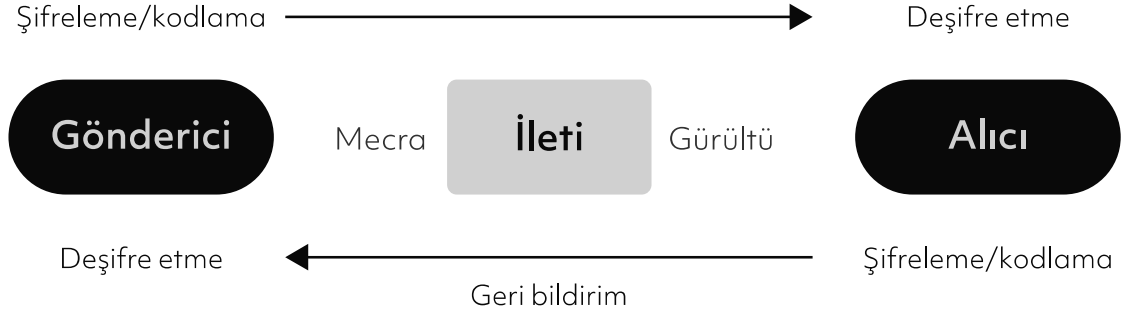 Şifreleme/kodlama
Deşifre etme
Gönderici
Mecra
İleti
Gürültü
Alıcı
Deşifre etme
Şifreleme/kodlama
Geri bildirim